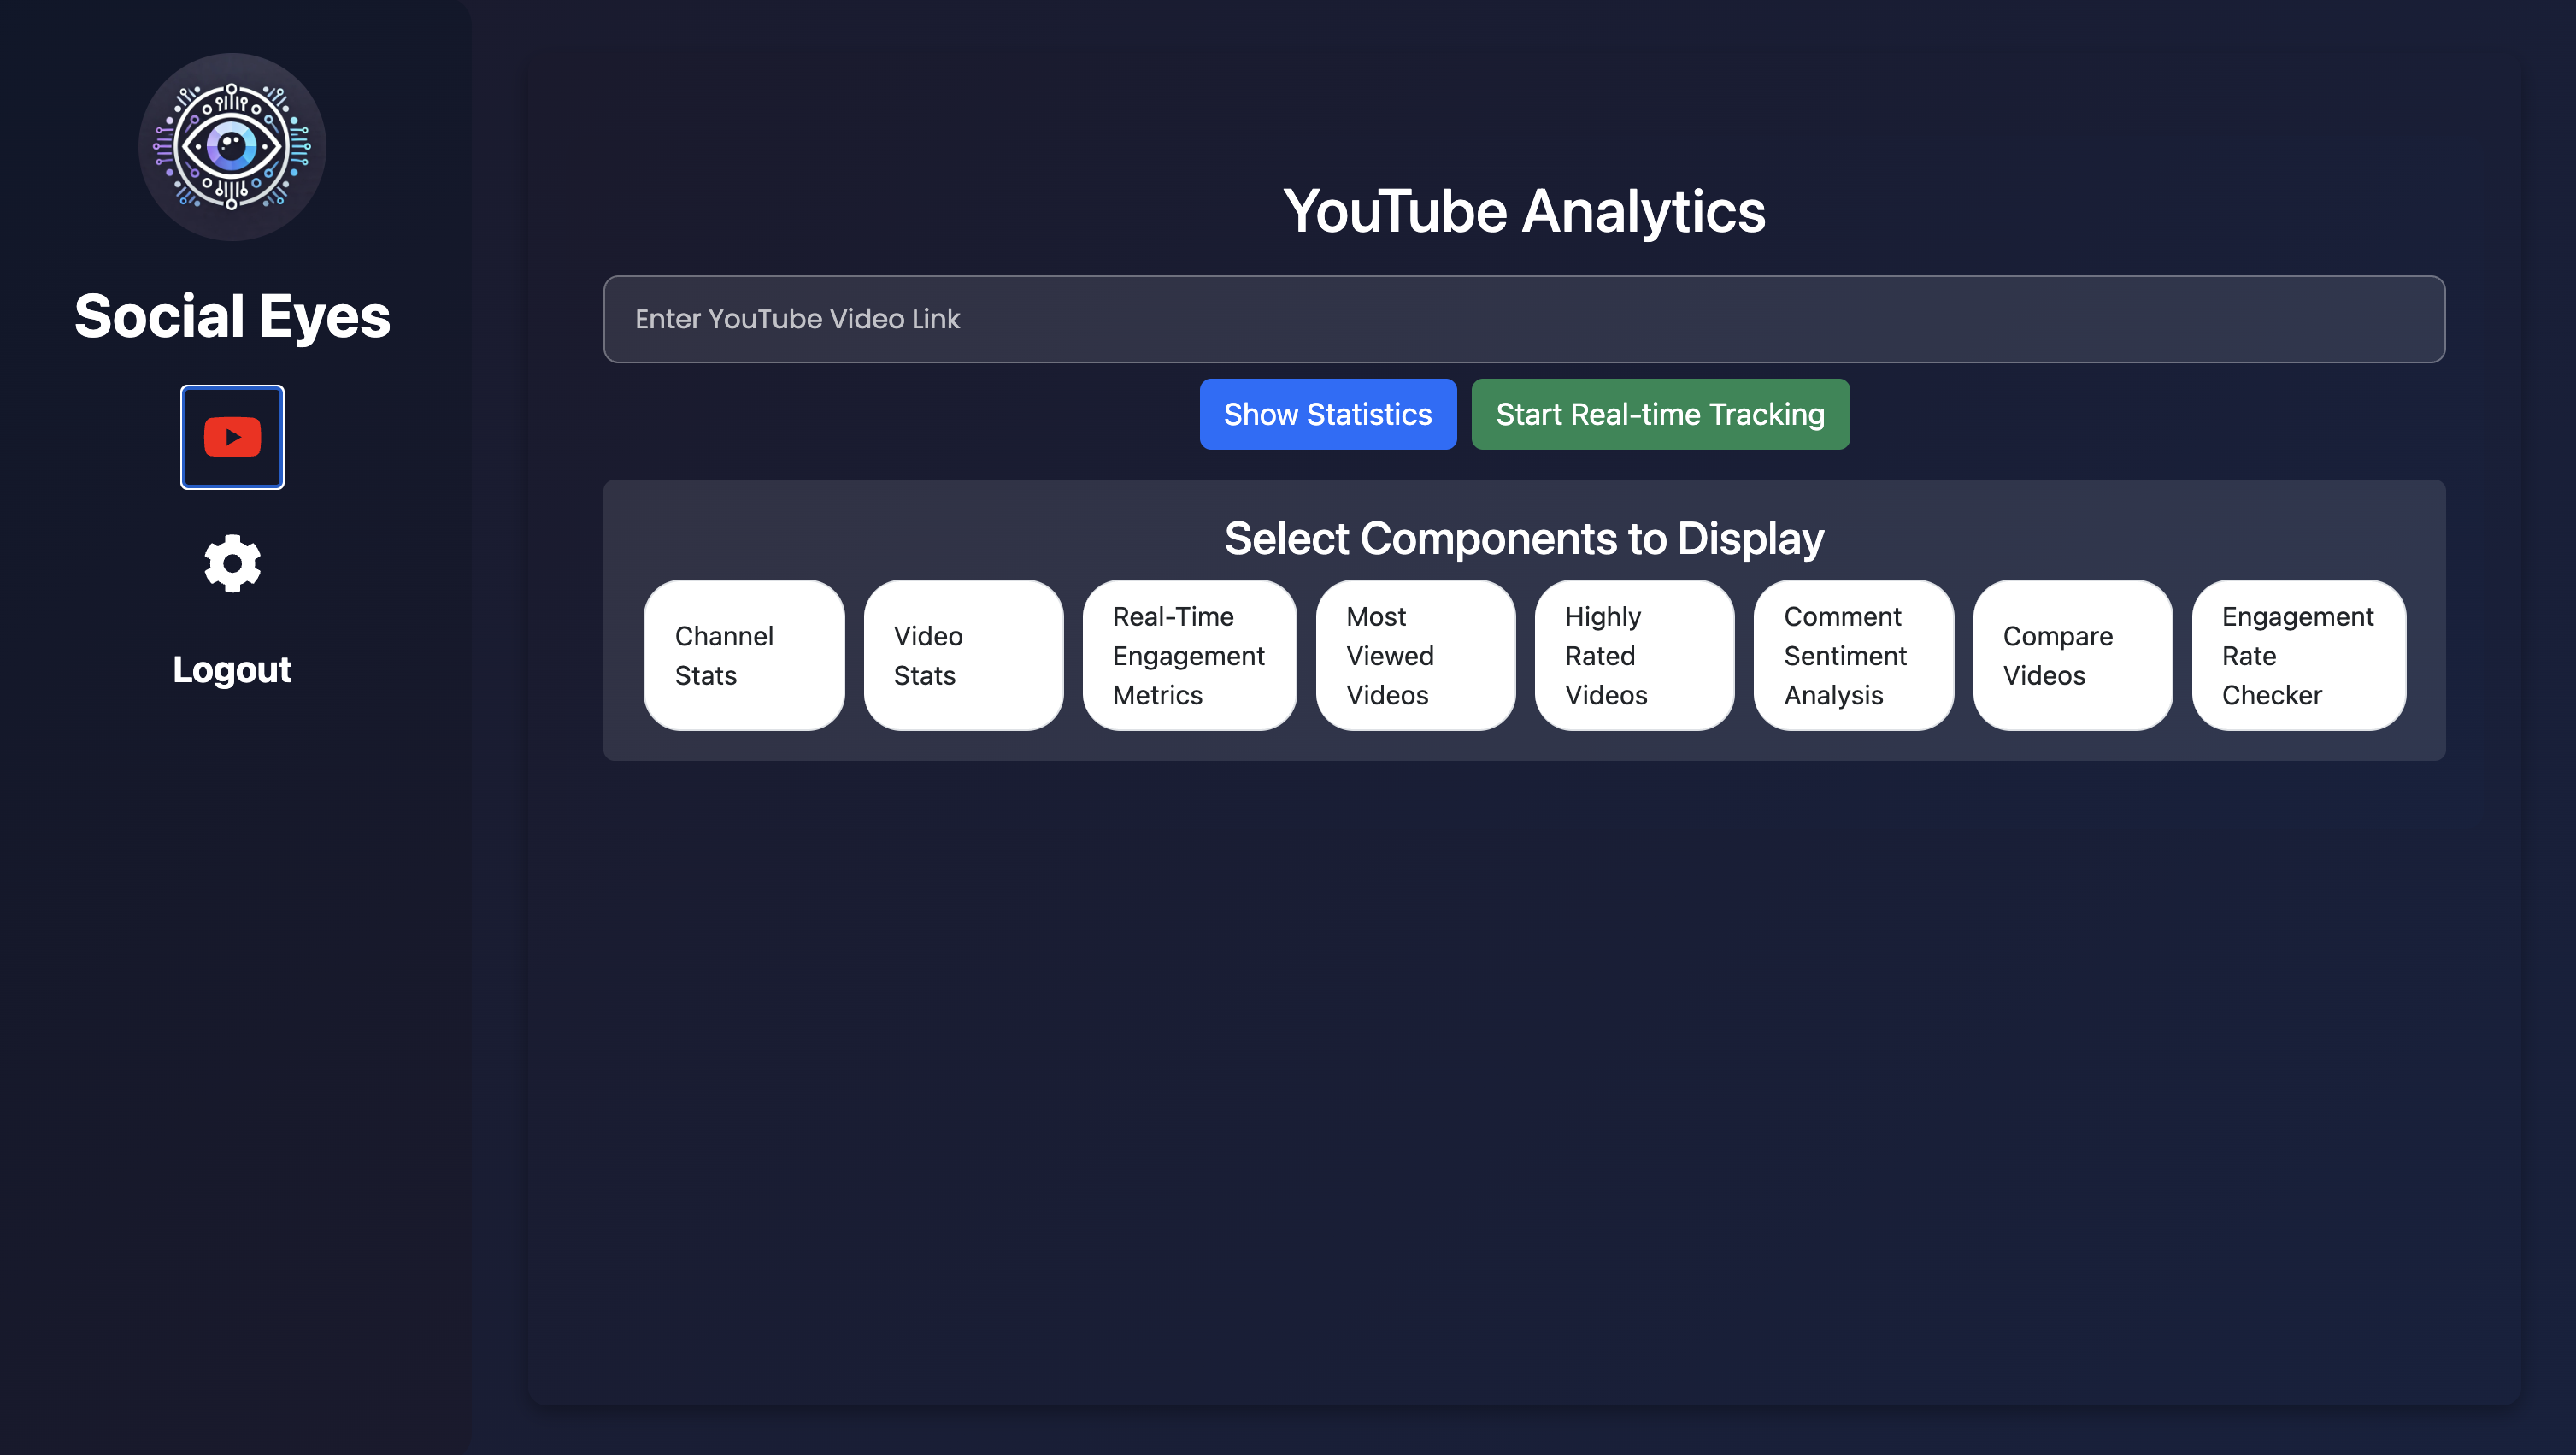 Social Eyes
Logout
YouTube Analytics
Enter YouTube Video Link
Show Statistics
Start Real-time Tracking
Select Components to Display
Channel
Stats
Video
Stats
Real-Time
Engagement
Metrics
Most
Viewed
Videos
Highly
Rated
Videos
Comment
Sentiment
Analysis
Compare
Videos
Engagement
Rate
Checker